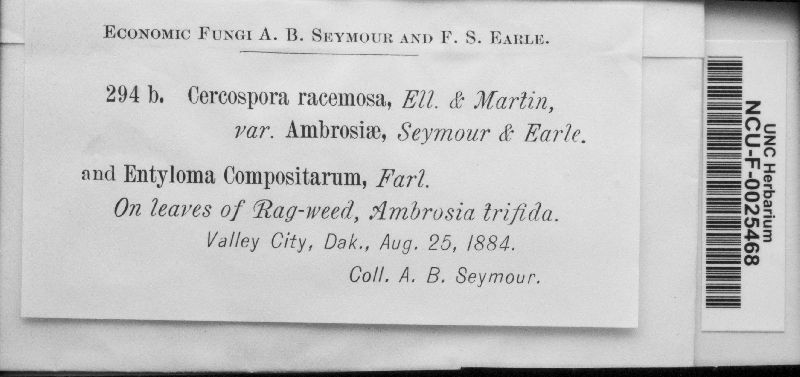 Economic Fungi A. B. Seymour and F. S. Earle.
294 b. Cercospora racemosa, Ell. & Martin,
var. Ambrosiæ, Seymour & Earle.
and Entyloma Compositarum, Farl.
On leaves of Rag-weed, Ambrosia trifida.
Valley City, Dak., Aug. 25, 1884.
Coll. A. B. Seymour.
UNC Herbarium
NCU-F-0025468